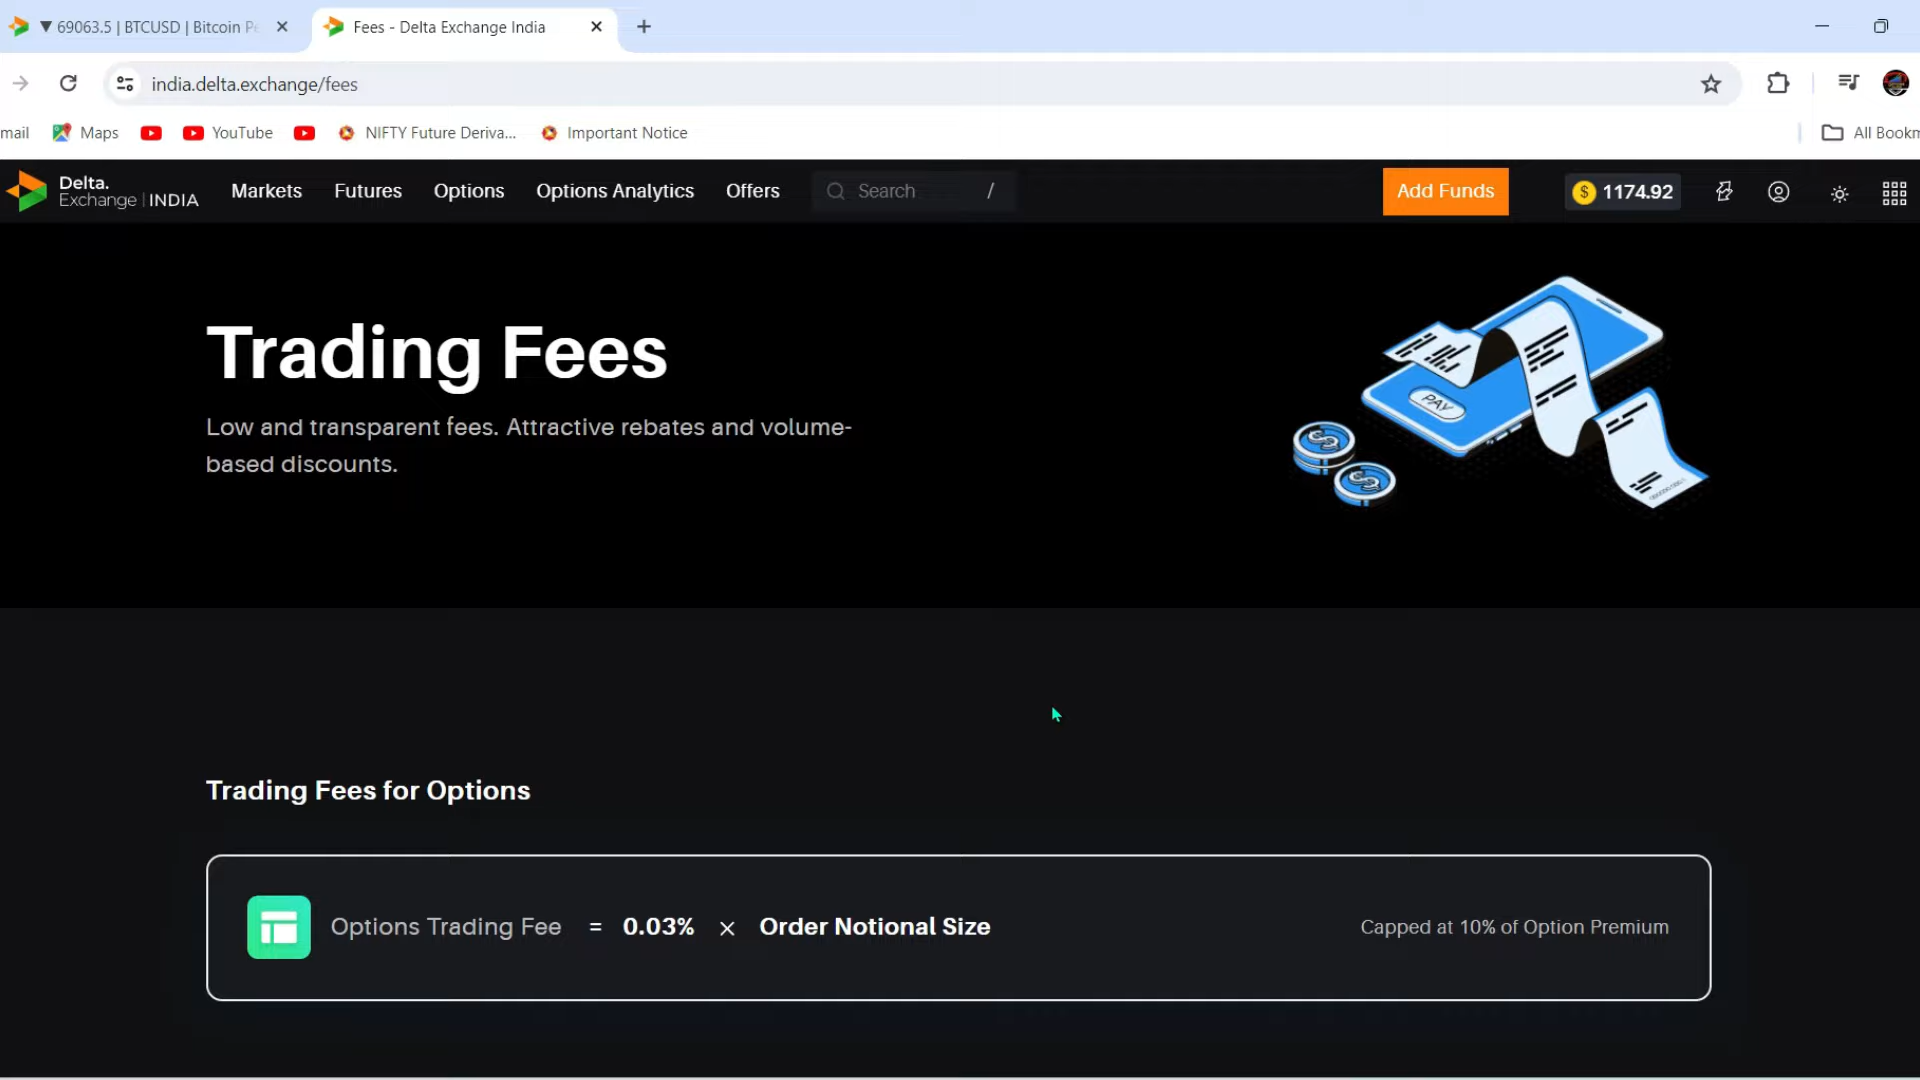 ▼ 69063.5 | BTCUSD | Bitcoin Pe
Fees - Delta Exchange India
india.delta.exchange/fees
mail
Maps
YouTube
NIFTY Future Deriva...
Important Notice
All Bookm
Delta.
Exchange | INDIA
Markets
Futures
Options
Options Analytics
Offers
Search
/
Add Funds
$ 1174.92
Trading Fees
Low and transparent fees. Attractive rebates and volume-
based discounts.
PAY
Trading Fees for Options
Options Trading Fee = 0.03% × Order Notional Size
Capped at 10% of Option Premium